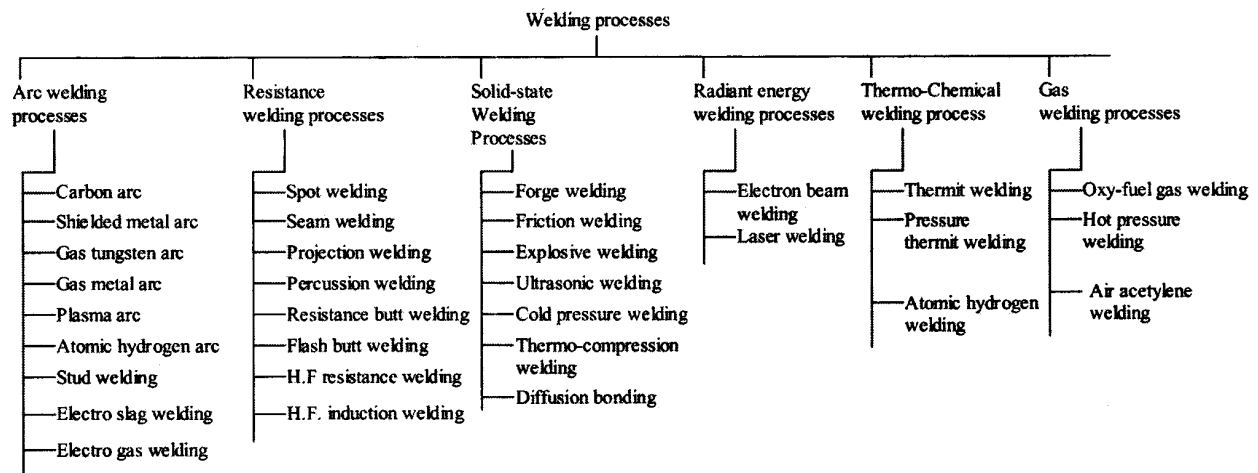 Welding processes
Arc welding
processes
Carbon arc
Shielded metal arc
Gas tungsten arc
Gas metal arc
Plasma arc
Atomic hydrogen arc
Stud welding
Electro slag welding
Electro gas welding
Resistance
welding processes
Spot welding
Seam welding
Projection welding
Percussion welding
Resistance butt welding
Flash butt welding
H.F resistance welding
H.F. induction welding
Solid-state
Welding
Processes
Forge welding
Friction welding
Explosive welding
Ultrasonic welding
Cold pressure welding
Thermo-compression
welding
Diffusion bonding
Radiant energy
welding processes
Electron beam
welding
Laser welding
Thermo-Chemical
welding process
Thermit welding
Pressure
thermit welding
Atomic hydrogen
welding
Gas
welding processes
Oxy-fuel gas welding
Hot pressure
welding
Air acetylene
welding